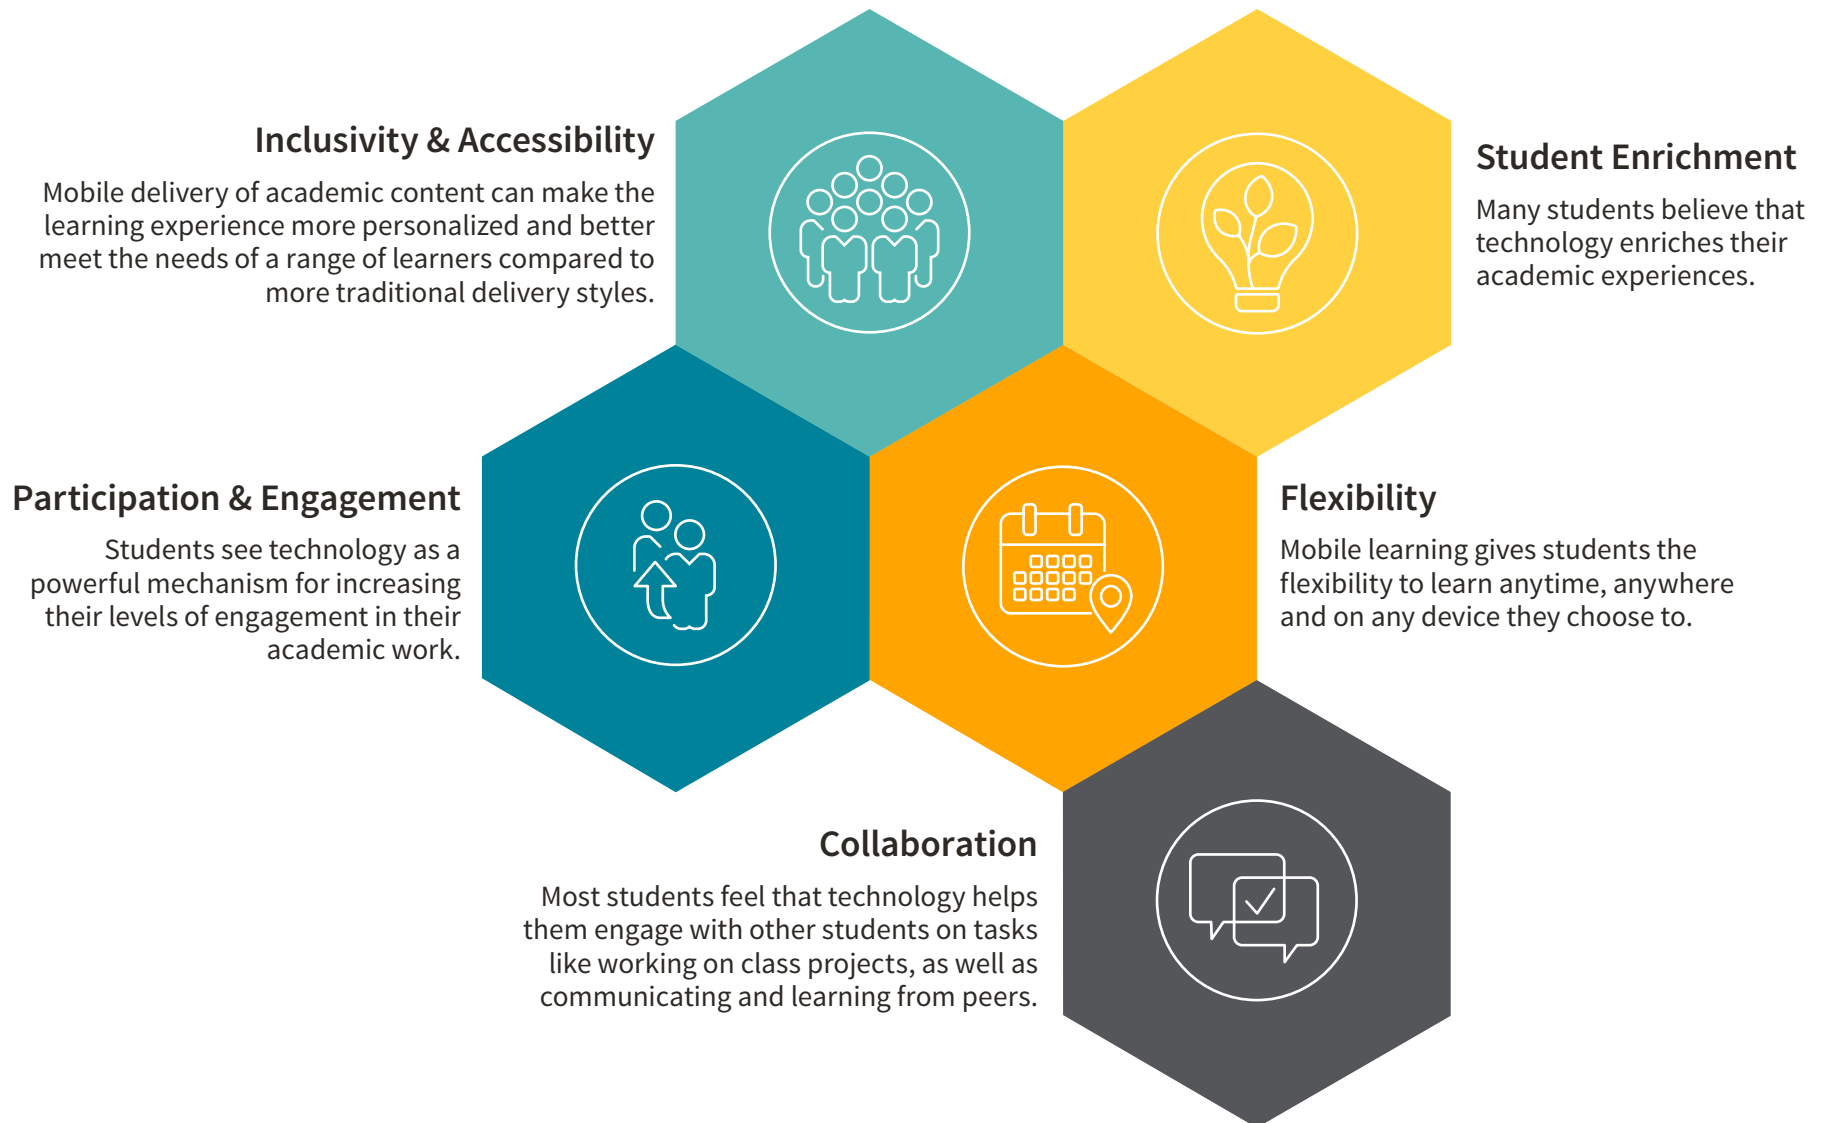 Inclusivity & Accessibility
Mobile delivery of academic content can make the
learning experience more personalized and better
meet the needs of a range of learners compared to
more traditional delivery styles.
Student Enrichment
Many students believe that
technology enriches their
academic experiences.
Participation & Engagement
Students see technology as a
powerful mechanism for increasing
their levels of engagement in their
academic work.
Flexibility
Mobile learning gives students the
flexibility to learn anytime, anywhere
and on any device they choose to.
Collaboration
Most students feel that technology helps
them engage with other students on tasks
like working on class projects, as well as
communicating and learning from peers.